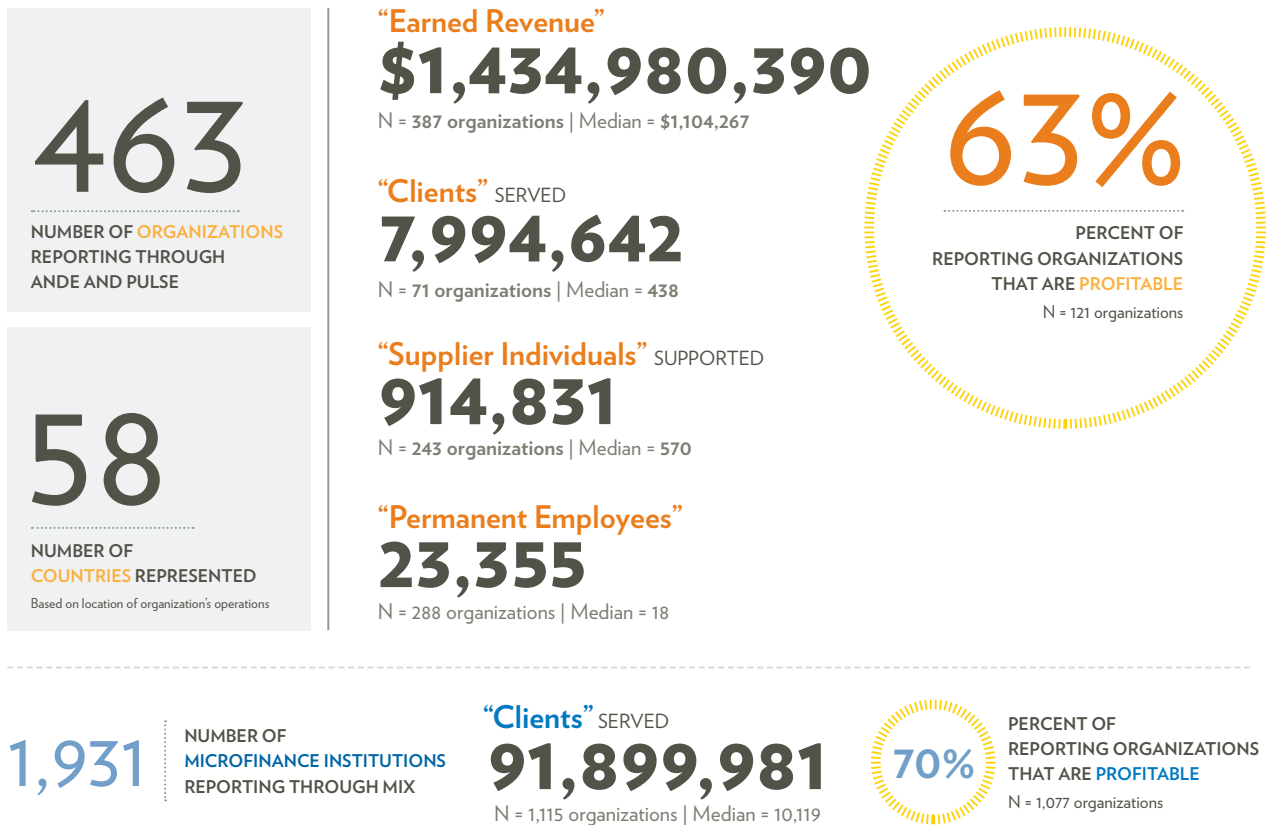 463
NUMBER OF ORGANIZATIONS
REPORTING THROUGH
ANDE AND PULSE
58
NUMBER OF
COUNTRIES REPRESENTED
Based on location of organization’s operations
“Earned Revenue”
$1,434,980,390
N = 387 organizations | Median = $1,104,267
“Clients” SERVED
7,994,642
N = 71 organizations | Median = 438
“Supplier Individuals” SUPPORTED
914,831
N = 243 organizations | Median = 570
“Permanent Employees”
23,355
N = 288 organizations | Median = 18
63%
PERCENT OF
REPORTING ORGANIZATIONS
THAT ARE PROFITABLE
N = 121 organizations
1,931
NUMBER OF
MICROFINANCE INSTITUTIONS
REPORTING THROUGH MIX
“Clients” SERVED
91,899,981
N = 1,115 organizations | Median = 10,119
70%
PERCENT OF
REPORTING ORGANIZATIONS
THAT ARE PROFITABLE
N = 1,077 organizations